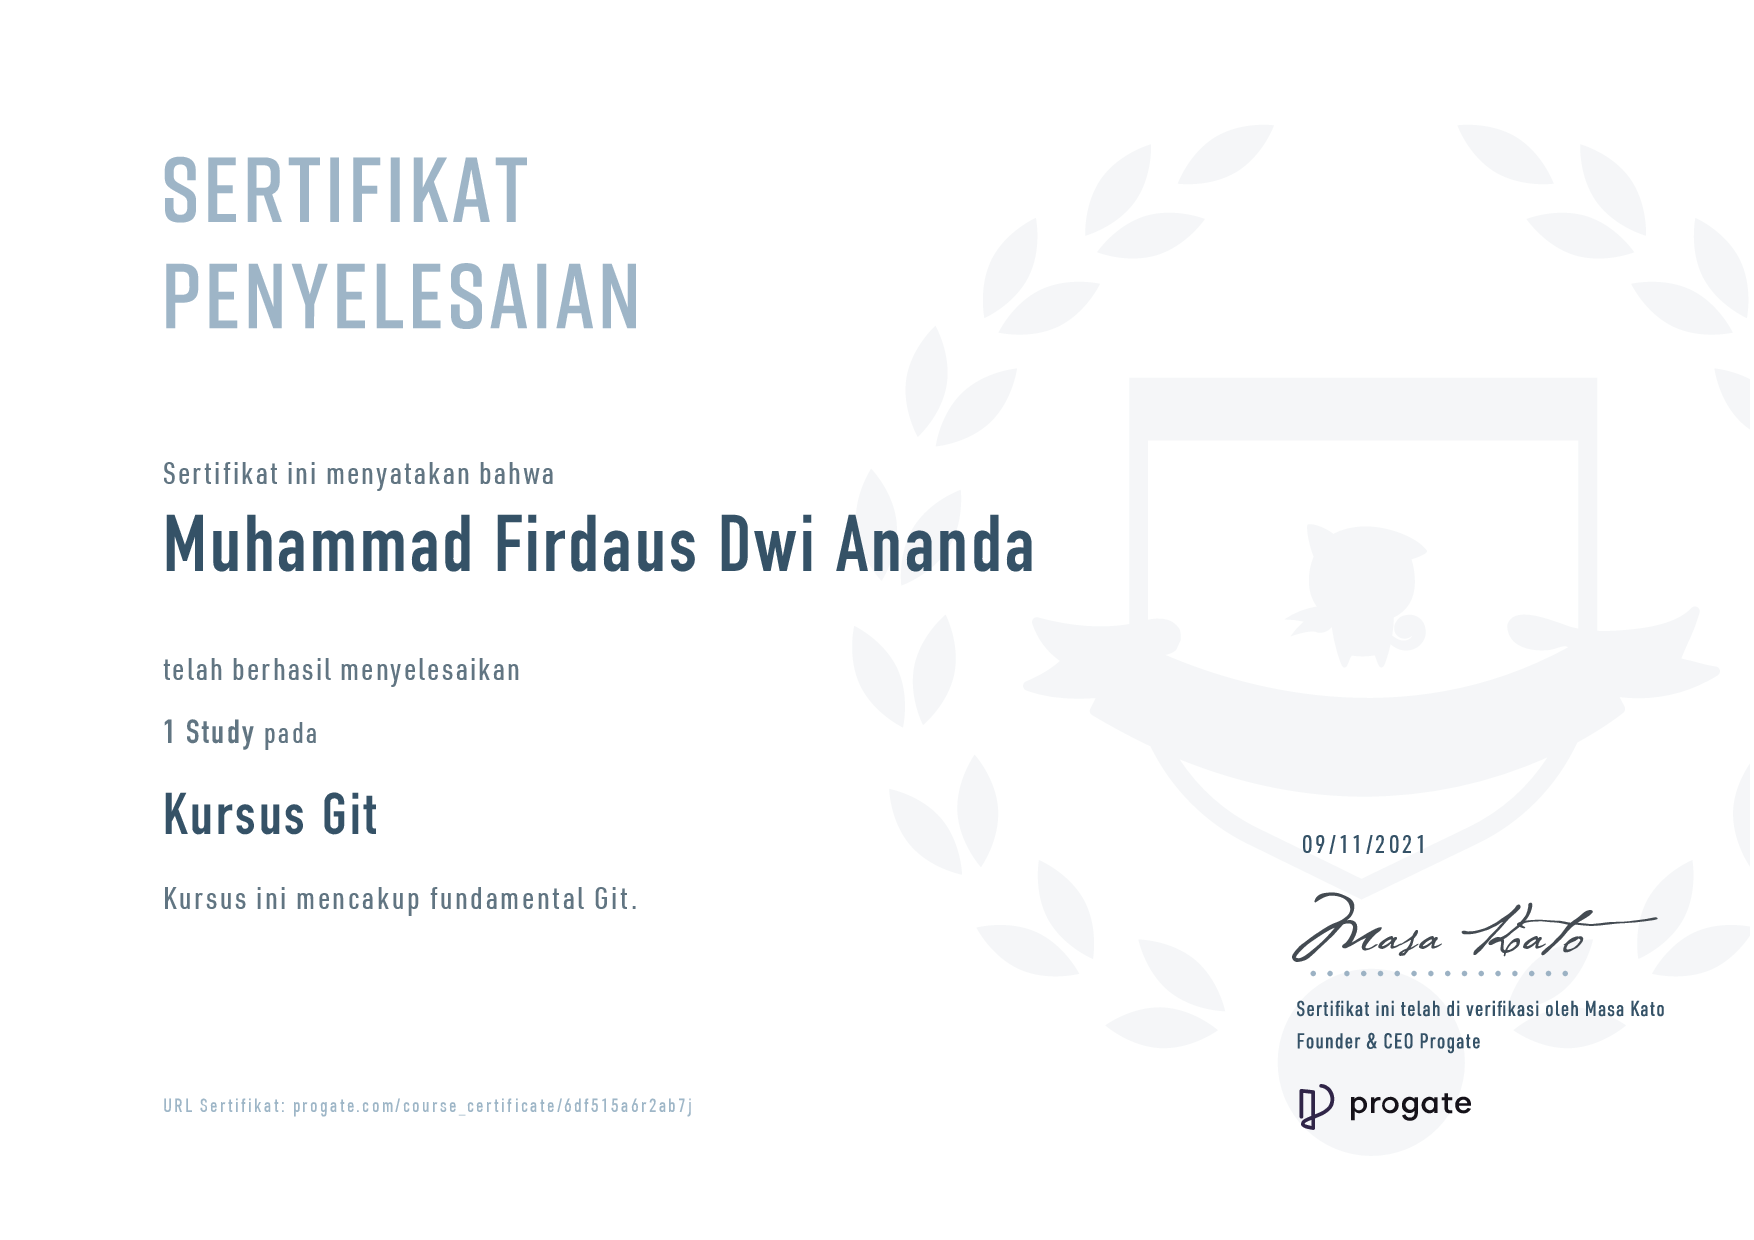 SERTIFIKAT
PENYELESAIAN
Sertifikat ini menyatakan bahwa
Muhammad Firdaus Dwi Ananda
telah berhasil menyelesaikan
1 Study pada
Kursus Git
Kursus ini mencakup fundamental Git.
09/11/2021
Masa Kato
Sertifikat ini telah di verifikasi oleh Masa Kato
Founder & CEO Progate
URL Sertifikat: progate.com/course_certificate/6df515a6r2ab7j
progate